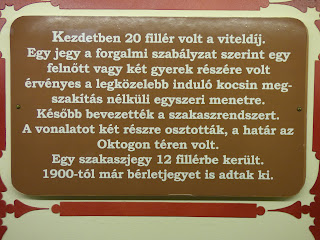 Kezdetben 20 fillér volt a viteldíj.
Egy jegy a forgalmi szabályzat szerint egy
felnőtt vagy két gyerek részére volt
érvényes a legközelebb induló kocsin meg-
szakítás nélküli egyszeri menetre.
Később bevezették a szakaszrendszert.
A vonalatot két részre osztották, a határ az
Oktogon téren volt.
Egy szakaszjegy 12 fillérbe került.
1900-tól már bérletjegyet is adtak ki.